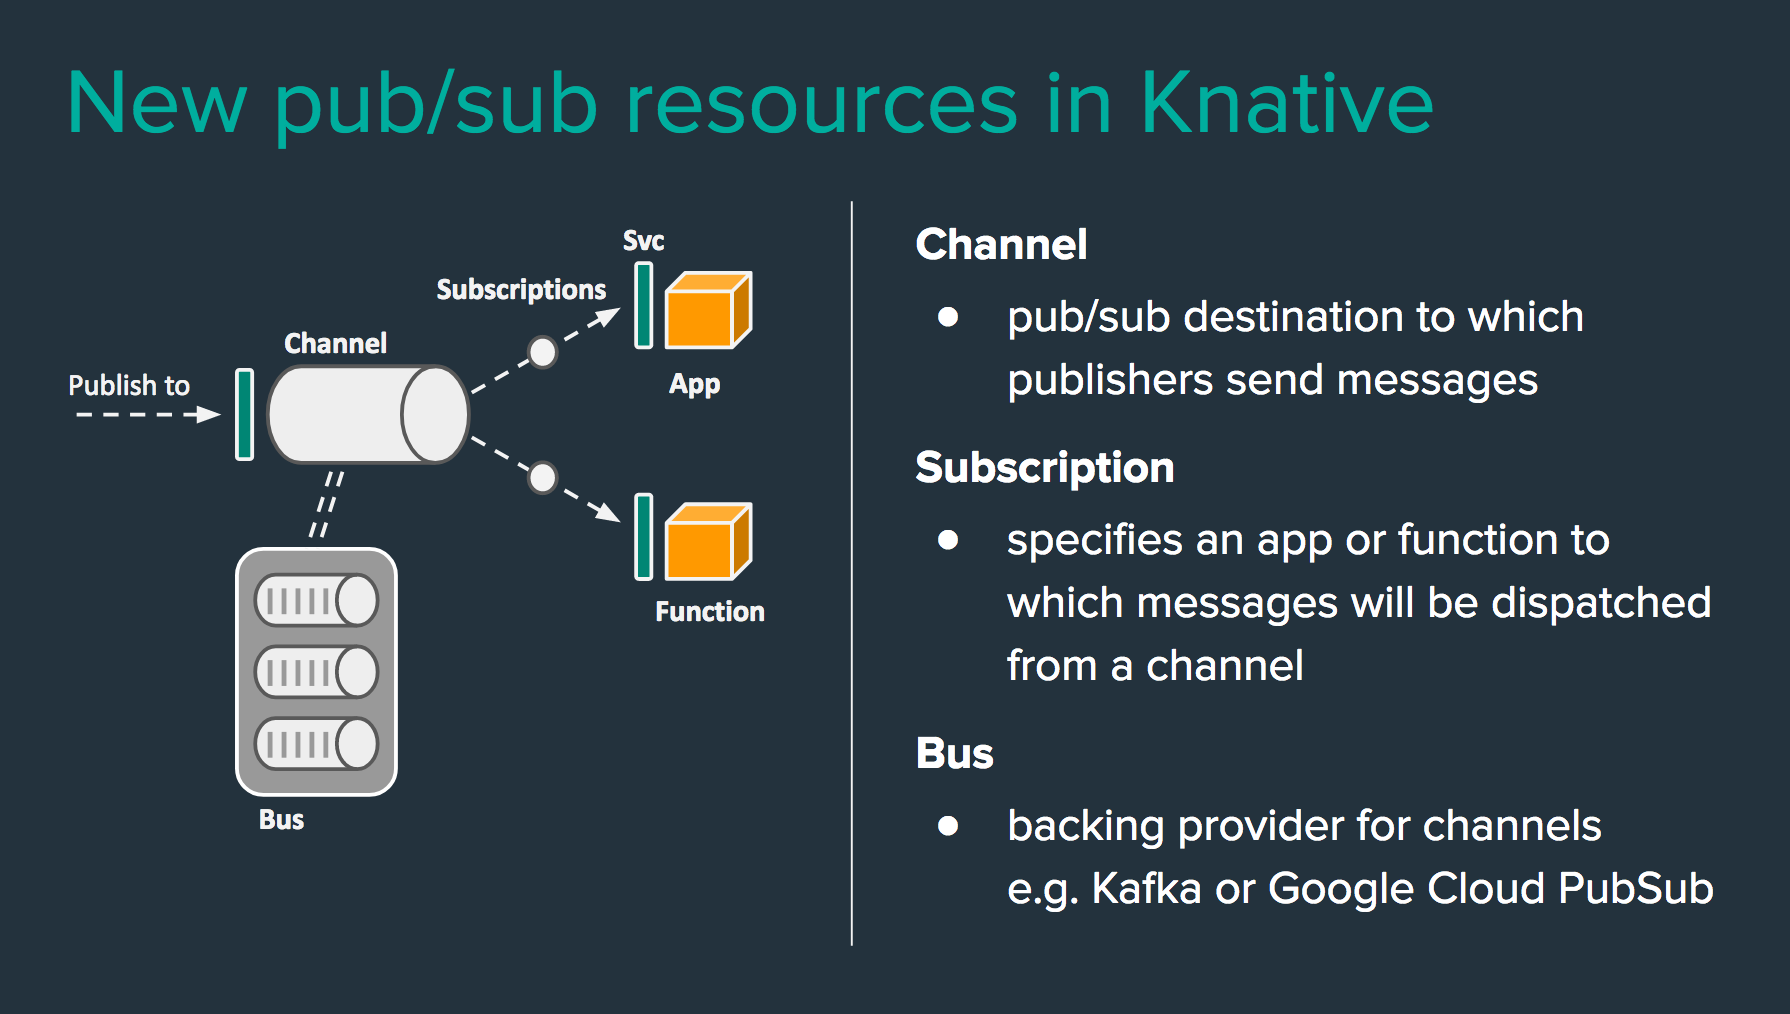 New pub/sub resources in Knative
Publish to
Channel
Subscriptions
Svc
App
Function
Bus
Channel
● pub/sub destination to which
publishers send messages
Subscription
● specifies an app or function to
which messages will be dispatched
from a channel
Bus
● backing provider for channels
e.g. Kafka or Google Cloud PubSub